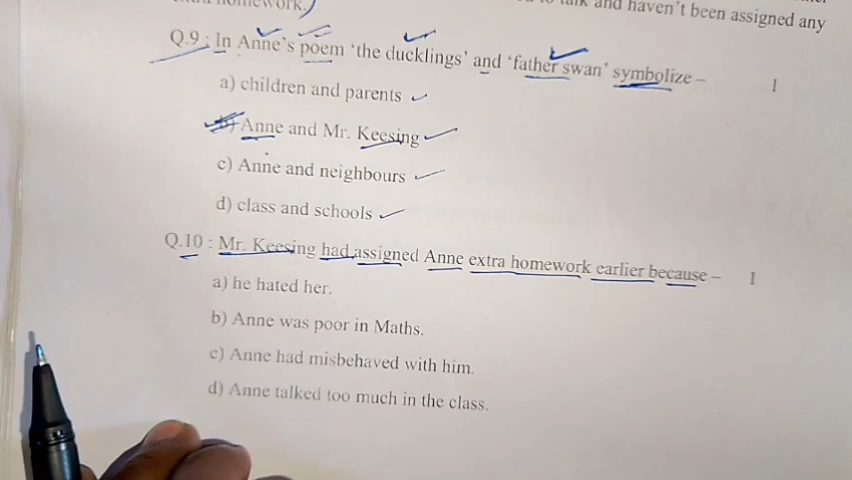 homework.) to talk and haven't been assigned any
Q.9 : In Anne's poem 'the ducklings' and 'father swan' symbolize – 1
a) children and parents
b) Anne and Mr. Keesing
c) Anne and neighbours
d) class and schools
Q.10 : Mr. Keesing had assigned Anne extra homework earlier because – 1
a) he hated her.
b) Anne was poor in Maths.
c) Anne had misbehaved with him.
d) Anne talked too much in the class.